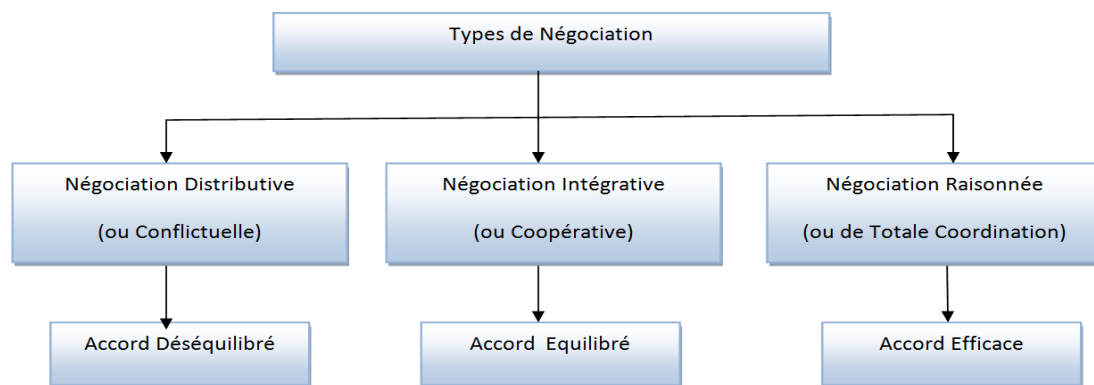 Types de Négociation
Négociation Distributive
(ou Conflictuelle)
Négociation Intégrative
(ou Coopérative)
Négociation Raisonnée
(ou de Totale Coordination)
Accord Déséquilibré
Accord Equilibré
Accord Efficace